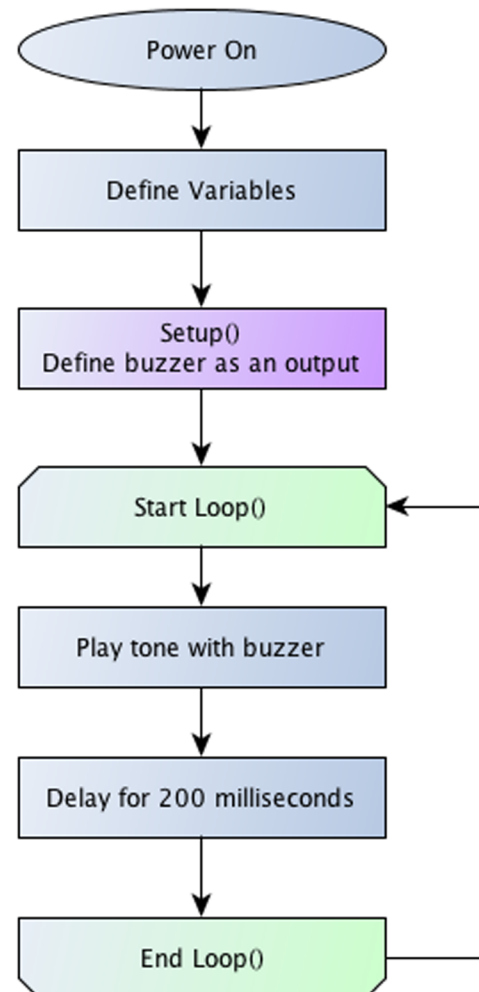 Power On
Define Variables
Setup()
Define buzzer as an output
Start Loop()
Play tone with buzzer
Delay for 200 milliseconds
End Loop()